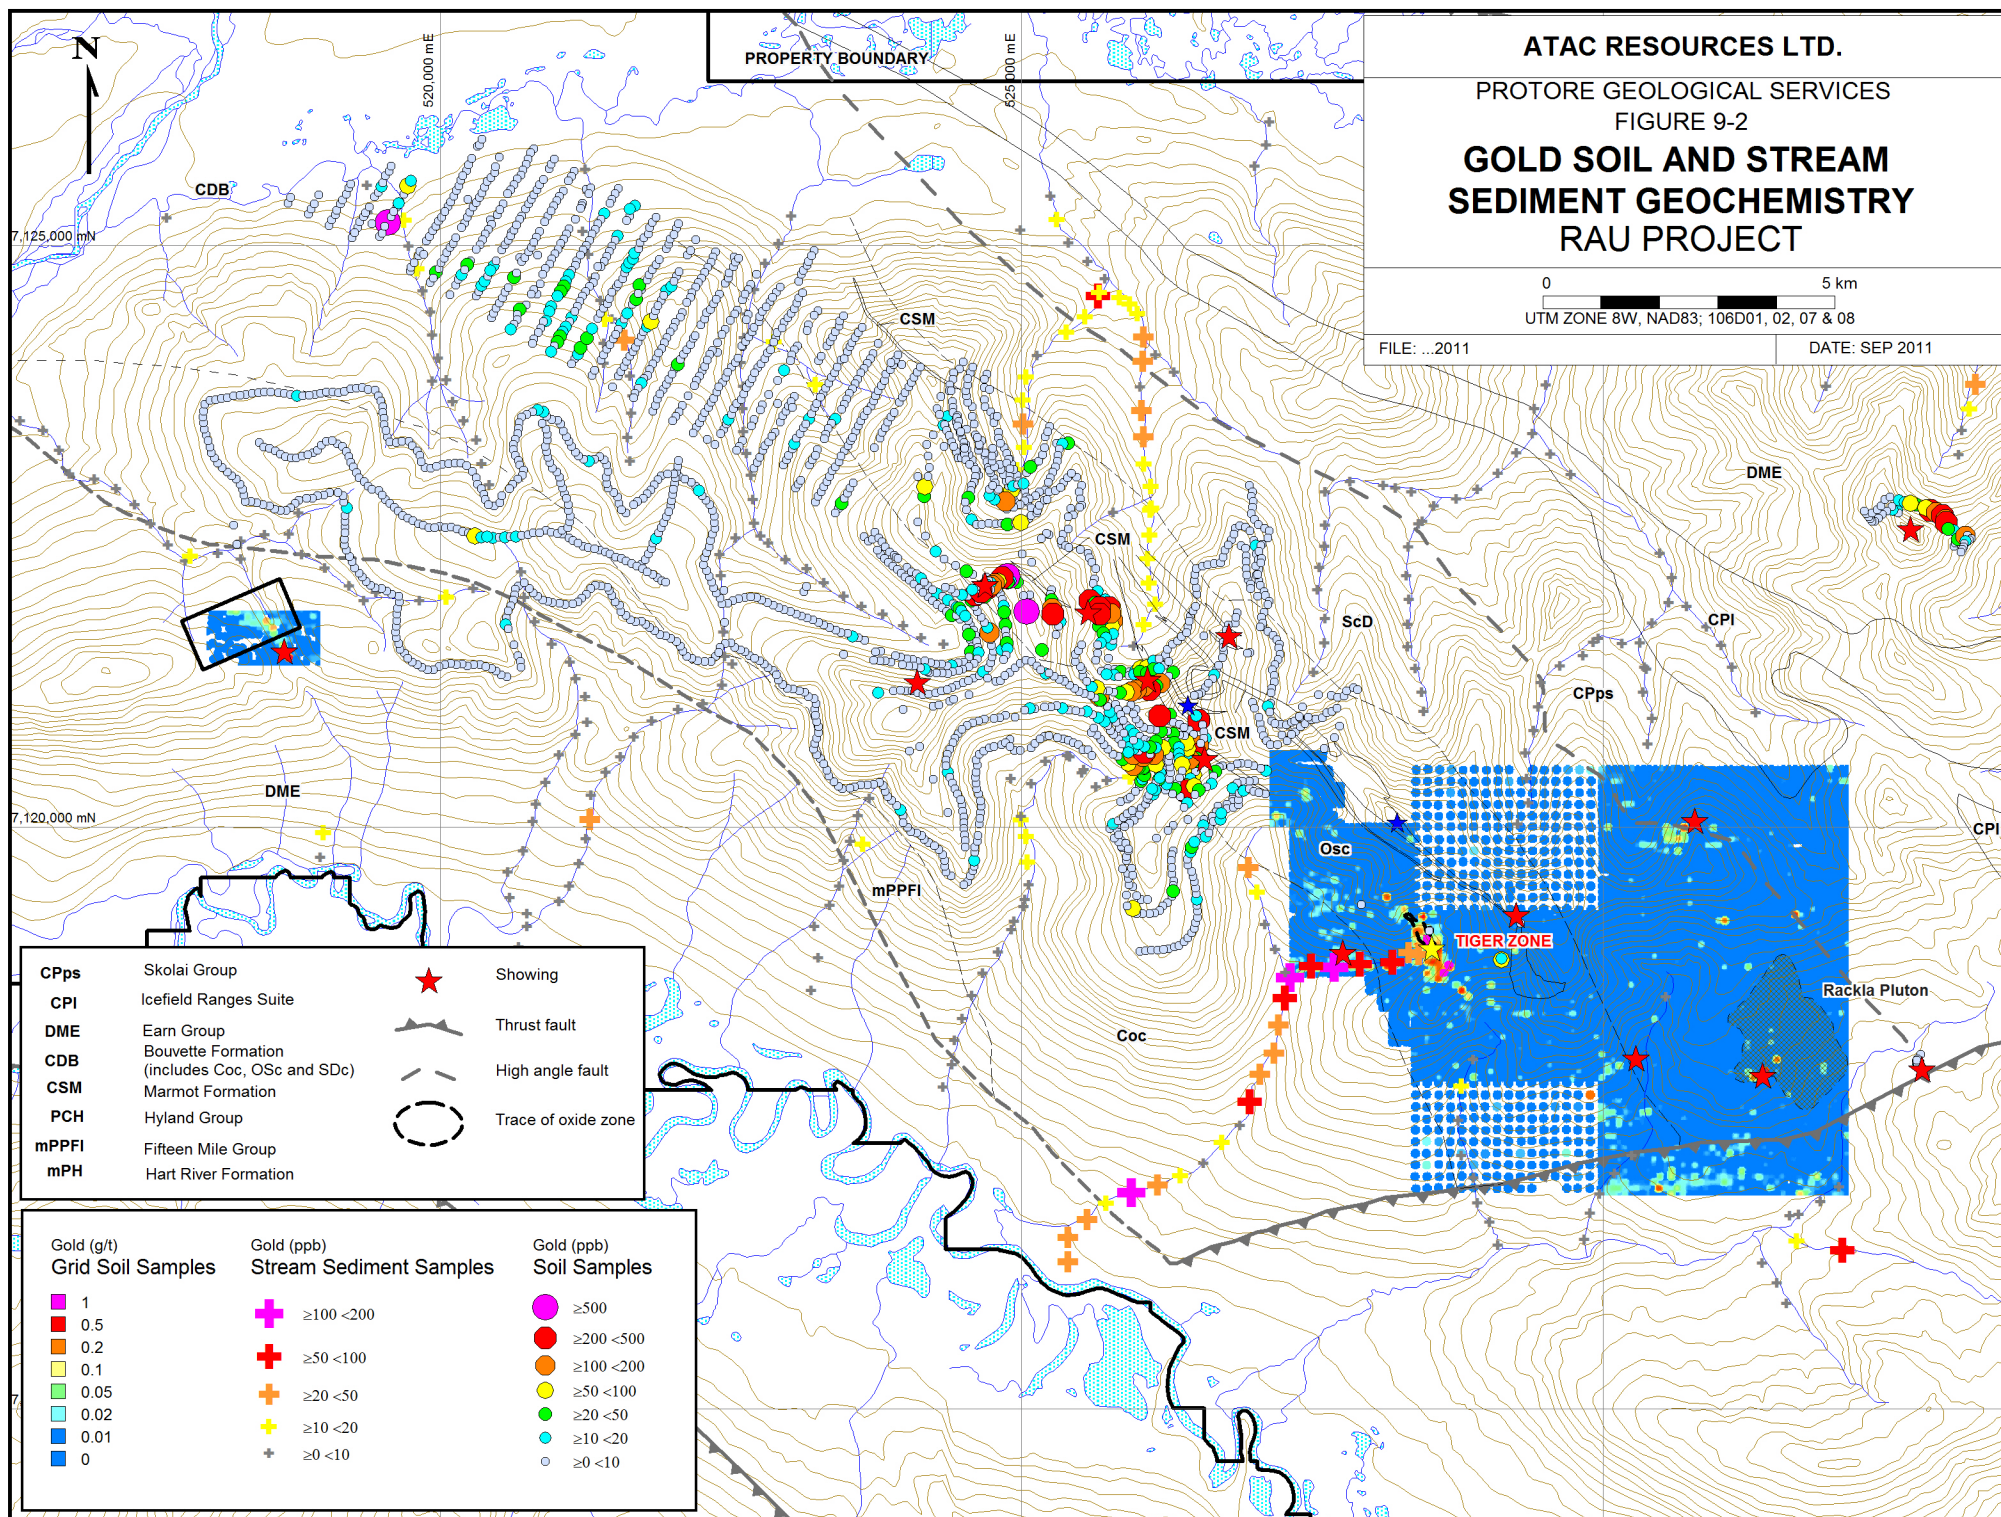 N
PROPERTY BOUNDARY
520,000 mE
525,000 mE
ATAC RESOURCES LTD.
PROTORE GEOLOGICAL SERVICES
FIGURE 9-2
GOLD SOIL AND STREAM
SEDIMENT GEOCHEMISTRY
RAU PROJECT
0 5 km
UTM ZONE 8W, NAD83; 106D01, 02, 07 & 08
FILE: ...2011 DATE: SEP 2011
CDB
7,125,000 mN
CSM
DME
CSM
ScD
CPI
CPps
CSM
DME
7,120,000 mN
CPI
Osc
mPPFI
TIGER ZONE
Rackla Pluton
Coc
CPps Skolai Group
CPI Icefield Ranges Suite
DME Earn Group
CDB Bouvette Formation
(includes Coc, OSc and SDc)
CSM Marmot Formation
PCH Hyland Group
mPPFI Fifteen Mile Group
mPH Hart River Formation
Showing
Thrust fault
High angle fault
Trace of oxide zone
Gold (g/t)
Grid Soil Samples
1
0.5
0.2
0.1
0.05
0.02
0.01
0
Gold (ppb)
Stream Sediment Samples
≥100 <200
≥50 <100
≥20 <50
≥10 <20
≥0 <10
Gold (ppb)
Soil Samples
≥500
≥200 <500
≥100 <200
≥50 <100
≥20 <50
≥10 <20
≥0 <10